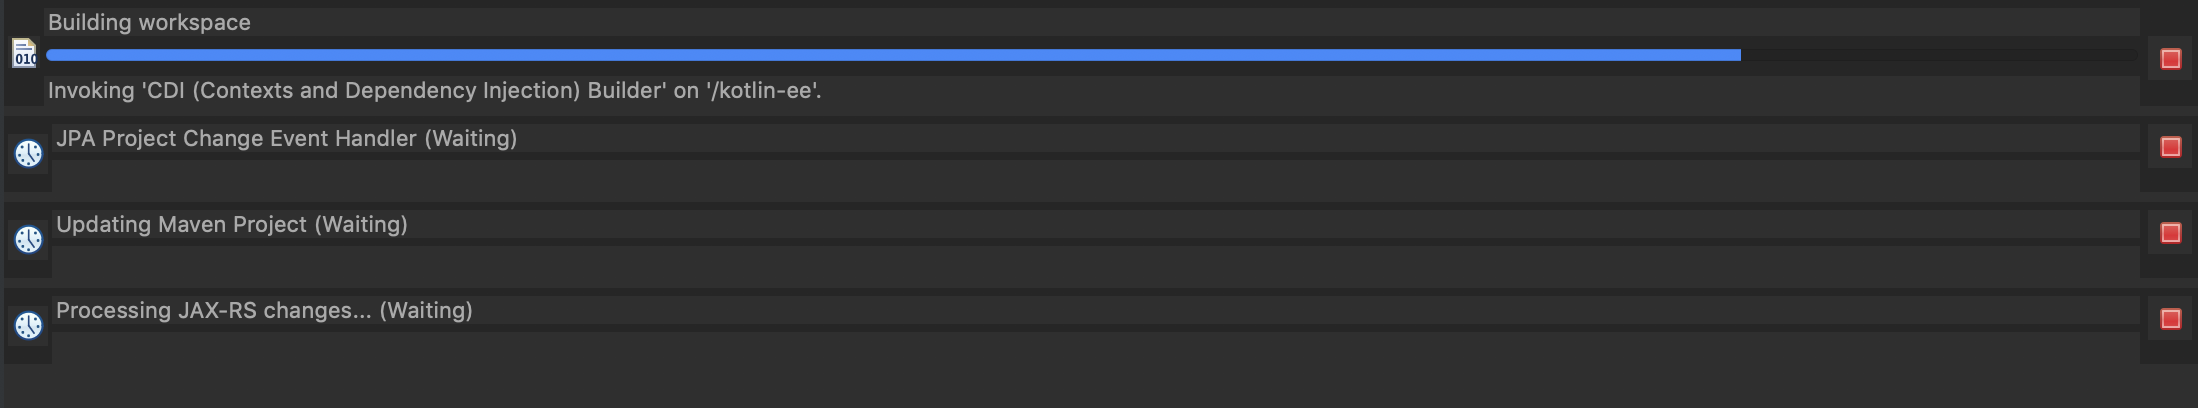 Building workspace
010
Invoking 'CDI (Contexts and Dependency Injection) Builder' on '/kotlin-ee'.
JPA Project Change Event Handler (Waiting)
Updating Maven Project (Waiting)
Processing JAX-RS changes... (Waiting)